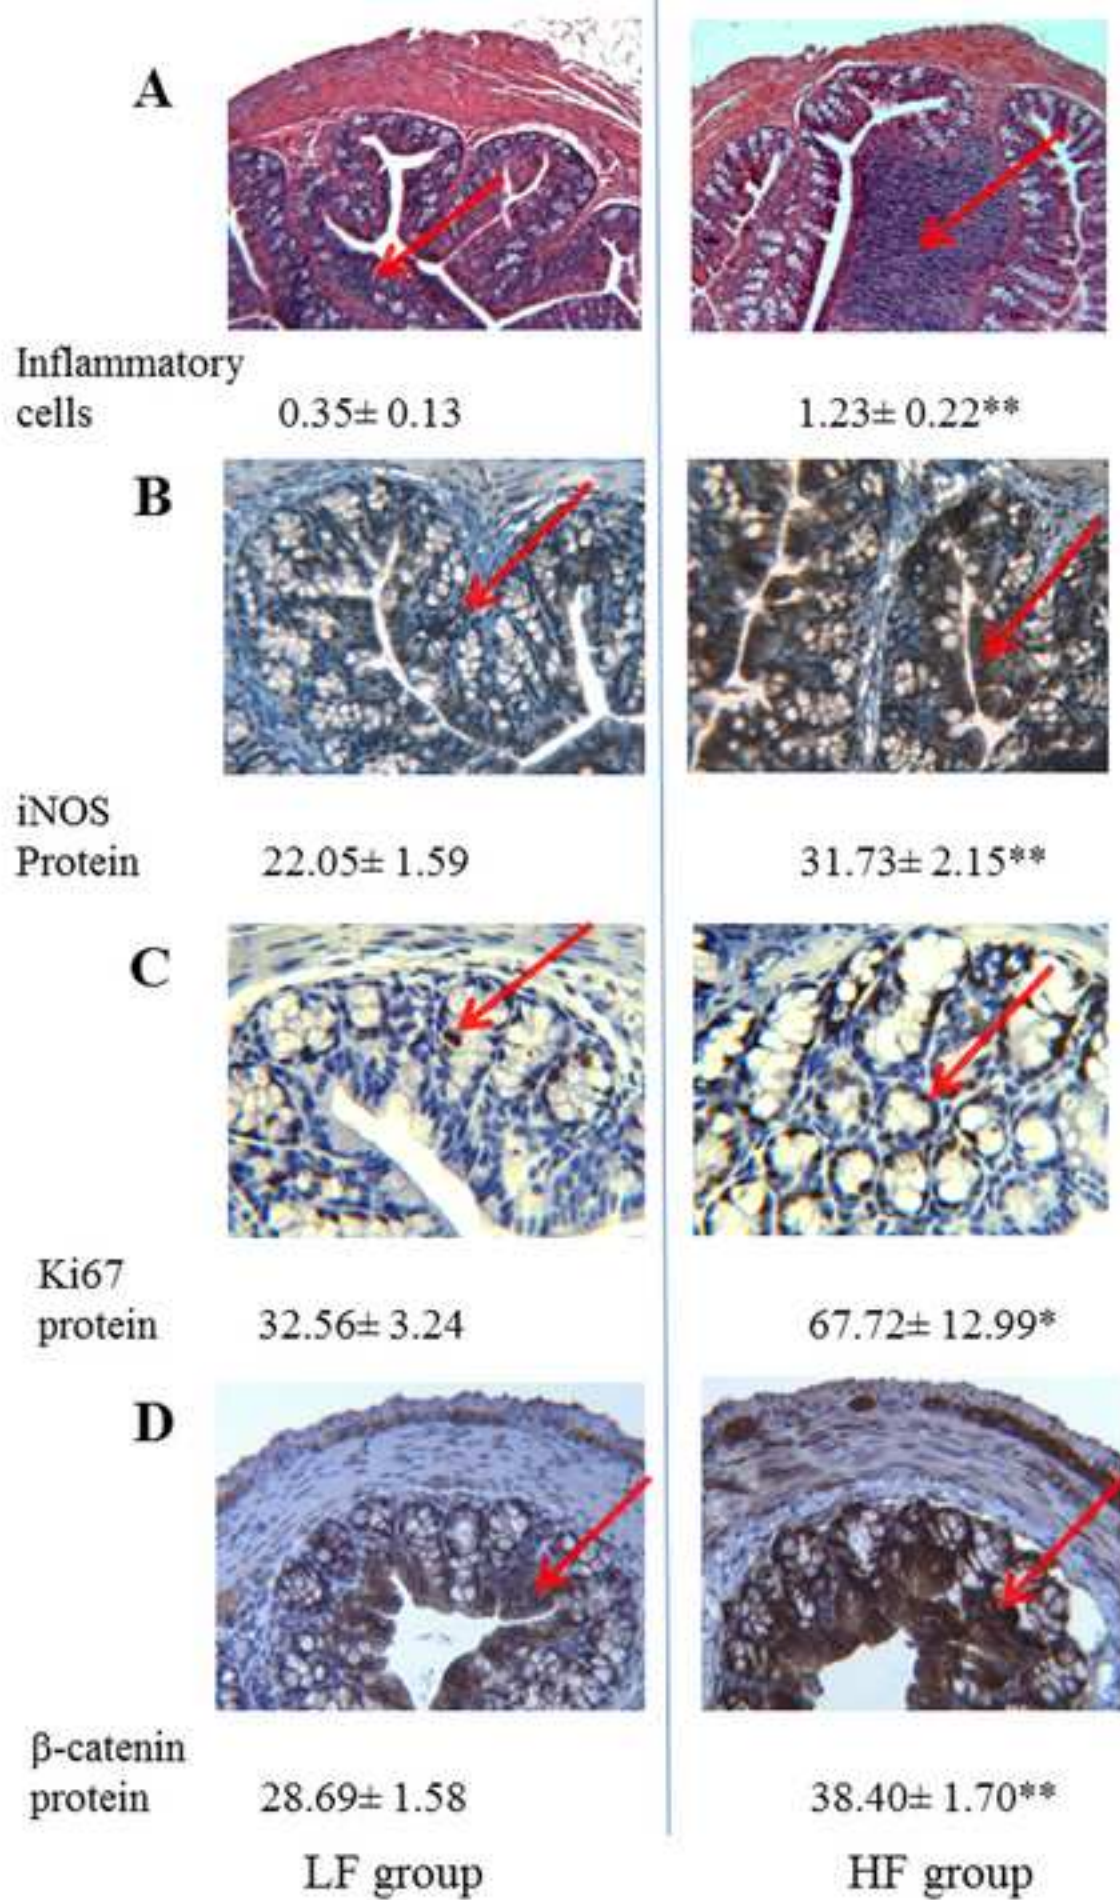 A
Inflammatory
cells
0.35± 0.13
1.23± 0.22**
B
iNOS
Protein
22.05± 1.59
31.73± 2.15**
C
Ki67
protein
32.56± 3.24
67.72± 12.99*
D
β-catenin
protein
28.69± 1.58
38.40± 1.70**
LF group
HF group